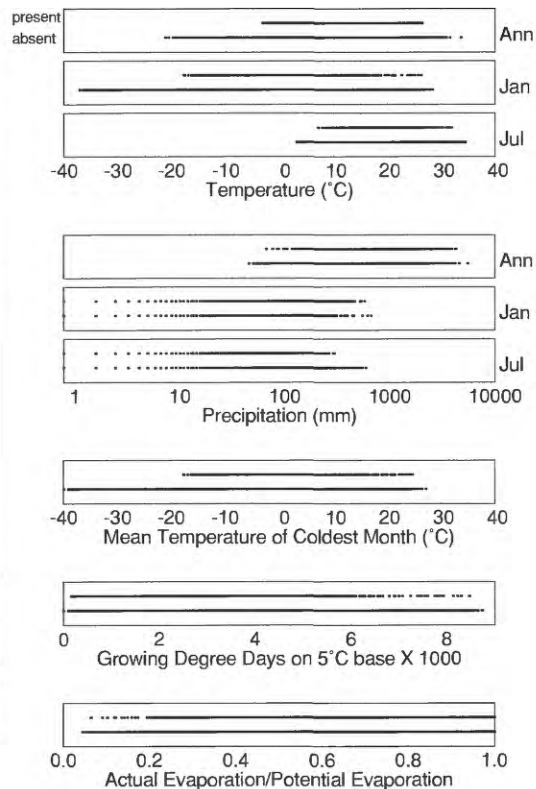 present
absent
Ann
Jan
Jul
-40 -30 -20 -10 0 10 20 30 40
Temperature (°C)
Ann
Jan
Jul
1 10 100 1000 10000
Precipitation (mm)
-40 -30 -20 -10 0 10 20 30 40
Mean Temperature of Coldest Month (°C)
0 2 4 6 8
Growing Degree Days on 5°C base X 1000
0.0 0.2 0.4 0.6 0.8 1.0
Actual Evaporation/Potential Evaporation